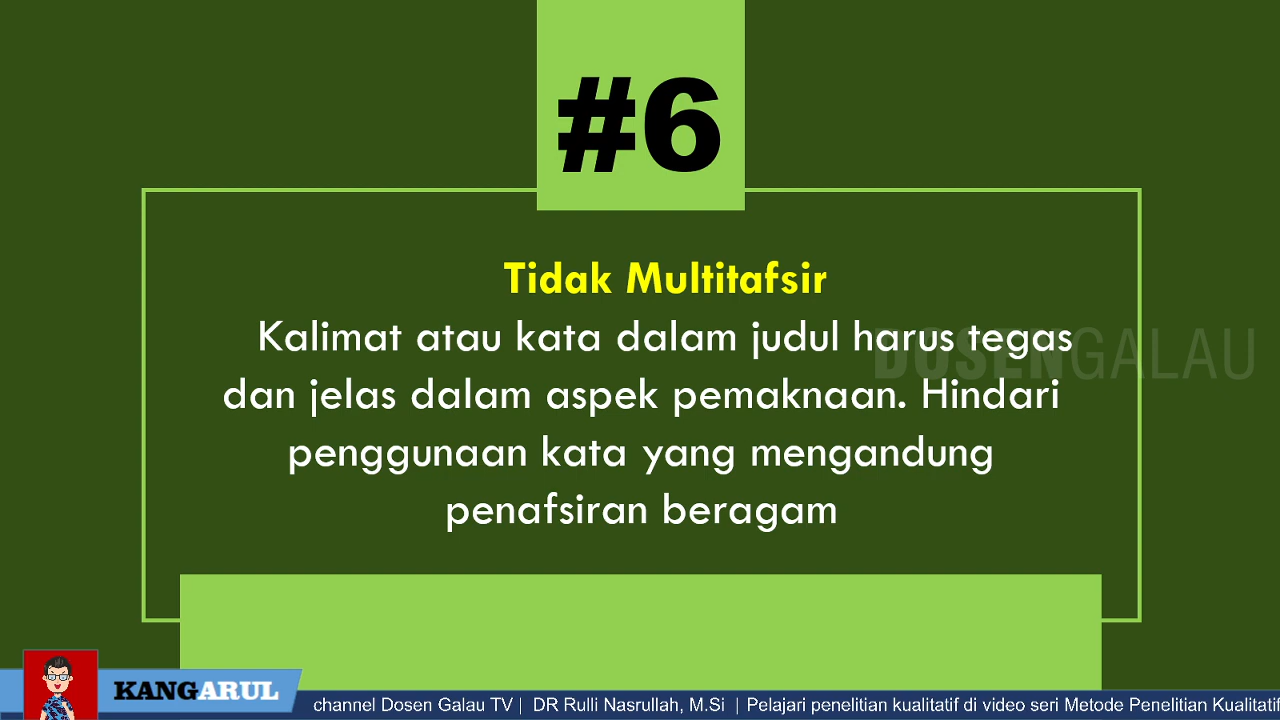 #6
Tidak Multitafsir
Kalimat atau kata dalam judul harus tegas
dan jelas dalam aspek pemaknaan. Hindari
penggunaan kata yang mengandung
penafsiran beragam
DOSENGALAU
KANGARUL
channel Dosen Galau TV | DR Rulli Nasrullah, M.Si | Pelajari penelitian kualitatif di video seri Metode Penelitian Kualitati